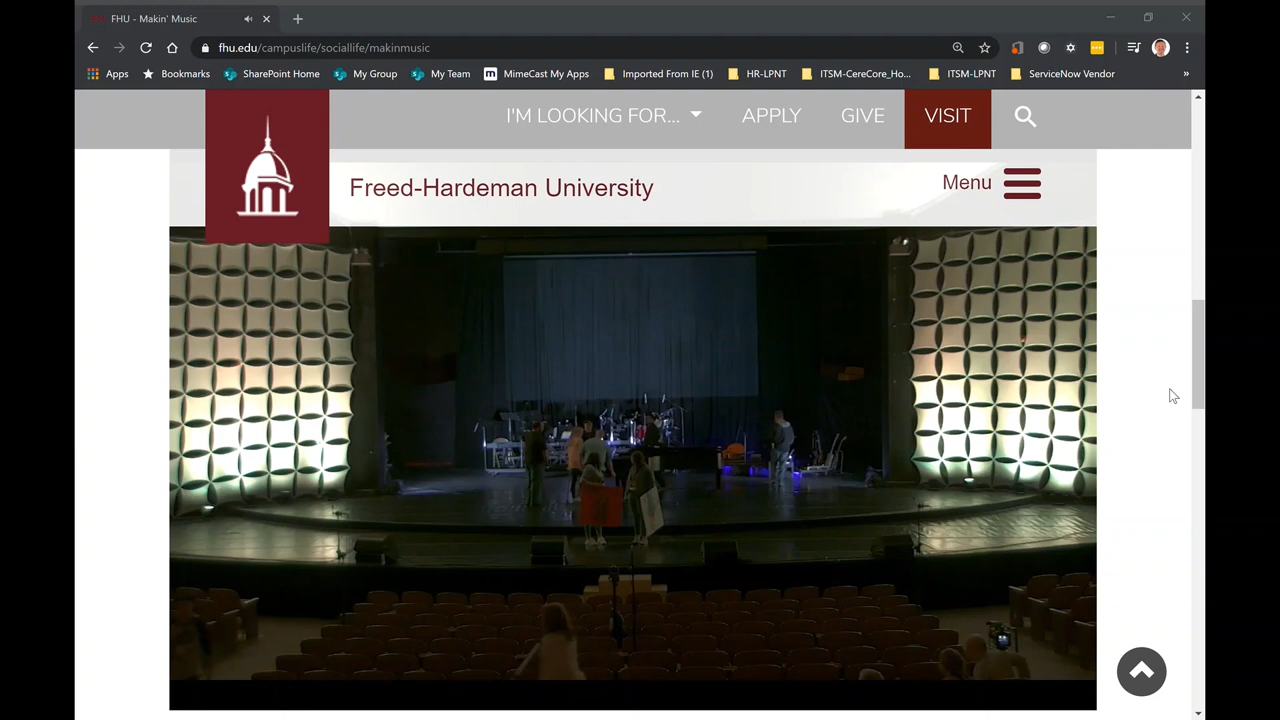 FHU - Makin' Music
fhu.edu/campuslife/sociallife/makinmusic
Apps Bookmarks SharePoint Home My Group My Team m MimeCast My Apps Imported From IE (1) HR-LPNT ITSM-CereCore_Ho... ITSM-LPNT ServiceNow Vendor »
I'M LOOKING FOR... APPLY GIVE VISIT
Freed-Hardeman University
Menu